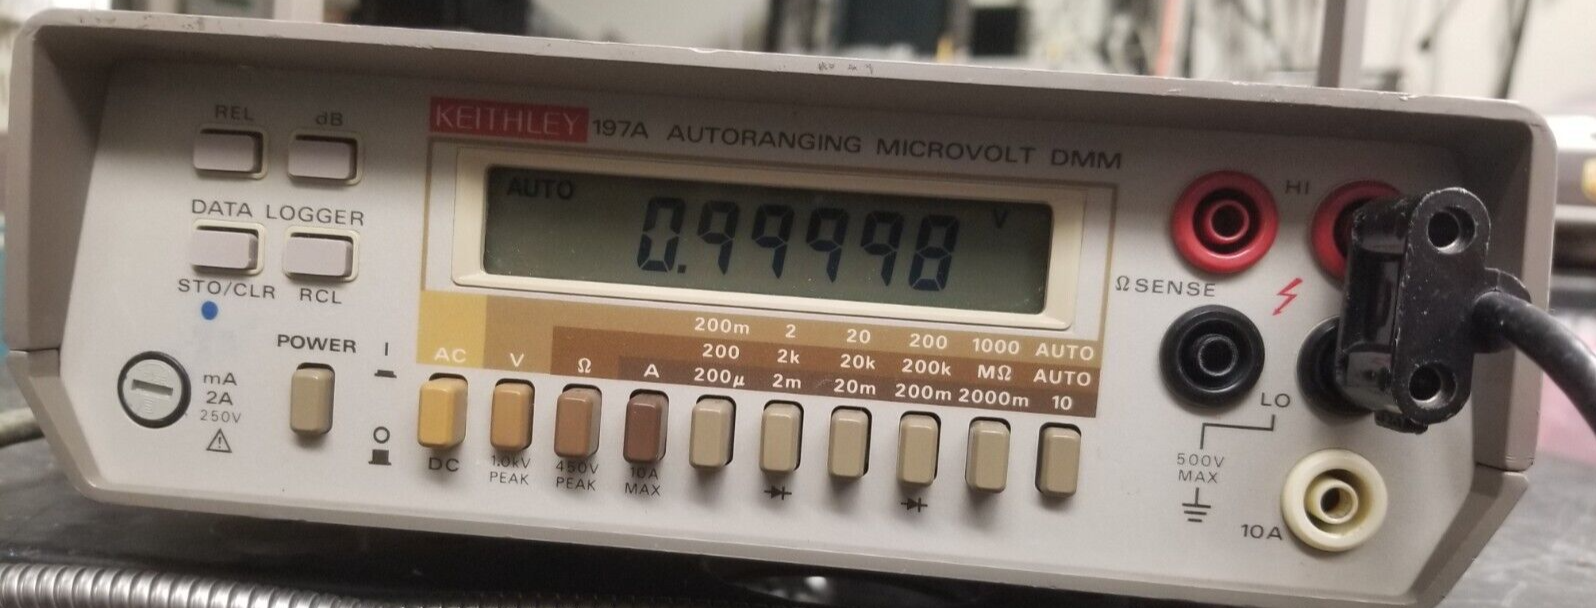 KEITHLEY 197A AUTORANGING MICROVOLT DMM
REL dB
DATA LOGGER
STO/CLR RCL
AUTO
0.99998 V
HI
Ω SENSE
LO
500V
MAX
10A
POWER
I
O
mA
2A
250V
AC V Ω A
DC
1.0kV
PEAK
450V
PEAK
10A
MAX
200m 2 20 200 1000 AUTO
200 2k 20k 200k MΩ AUTO
200μ 2m 20m 200m 2000m 10